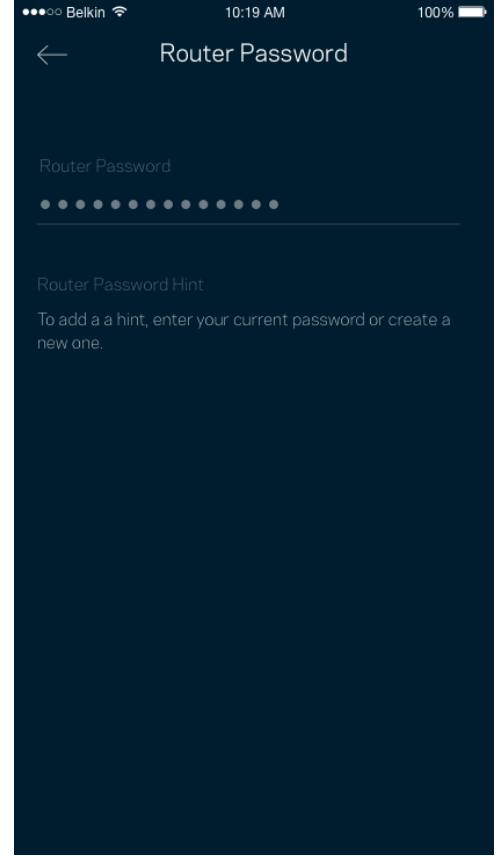 Belkin 10:19 AM 100%
Router Password
Router Password
●●●●●●●●●●●●●●
Router Password Hint
To add a a hint, enter your current password or create a
new one.